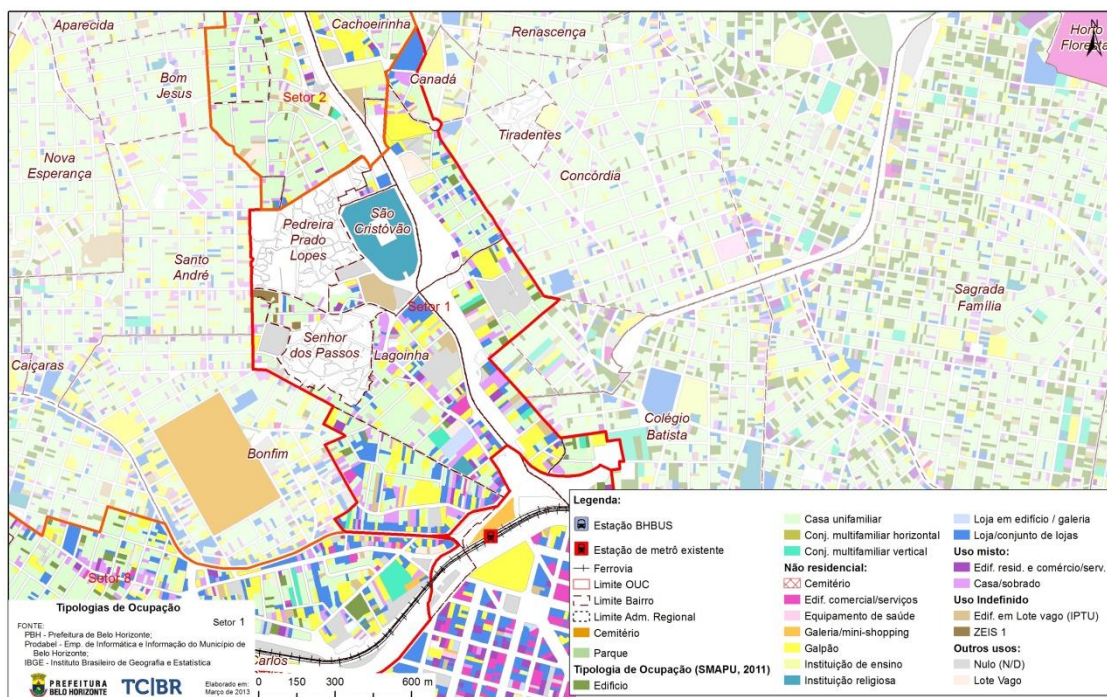 Aparecida
Cachoeirinha
Renascença
Horto
Florestal
Bom
Jesus
Canadá
Setor 2
Tiradentes
Nova
Esperança
Concórdia
São
Cristóvão
Pedreira
Prado
Lopes
Santo
André
Sagrada
Família
Setor 1
Senhor
dos Passos
Lagoinha
Caiçaras
Colégio
Batista
Bonfim
Setor 3
Carlos
Tipologias de Ocupação
Setor 1
FONTE:
PBH - Prefeitura de Belo Horizonte;
Prodabel - Emp. de Informática e Informação do Município de
Belo Horizonte;
IBGE - Instituto Brasileiro de Geografia e Estatística
PREFEITURA
BELO HORIZONTE
TC|BR
Elaborado em:
Março de 2013
0 150 300 600 m
Legenda:
Estação BHBUS
Estação de metrô existente
Ferrovia
Limite OUC
Limite Bairro
Limite Adm. Regional
Cemitério
Parque
Tipologia de Ocupação (SMAPU, 2011)
Edifício
Casa unifamiliar
Conj. multifamiliar horizontal
Conj. multifamiliar vertical
Não residencial:
Cemitério
Edif. comercial/serviços
Equipamento de saúde
Galeria/mini-shopping
Galpão
Instituição de ensino
Instituição religiosa
Loja em edifício / galeria
Loja/conjunto de lojas
Uso misto:
Edif. resid. e comércio/serv.
Casa/sobrado
Uso Indefinido
Edif. em Lote vago (IPTU)
ZEIS 1
Outros usos:
Nulo (N/D)
Lote Vago